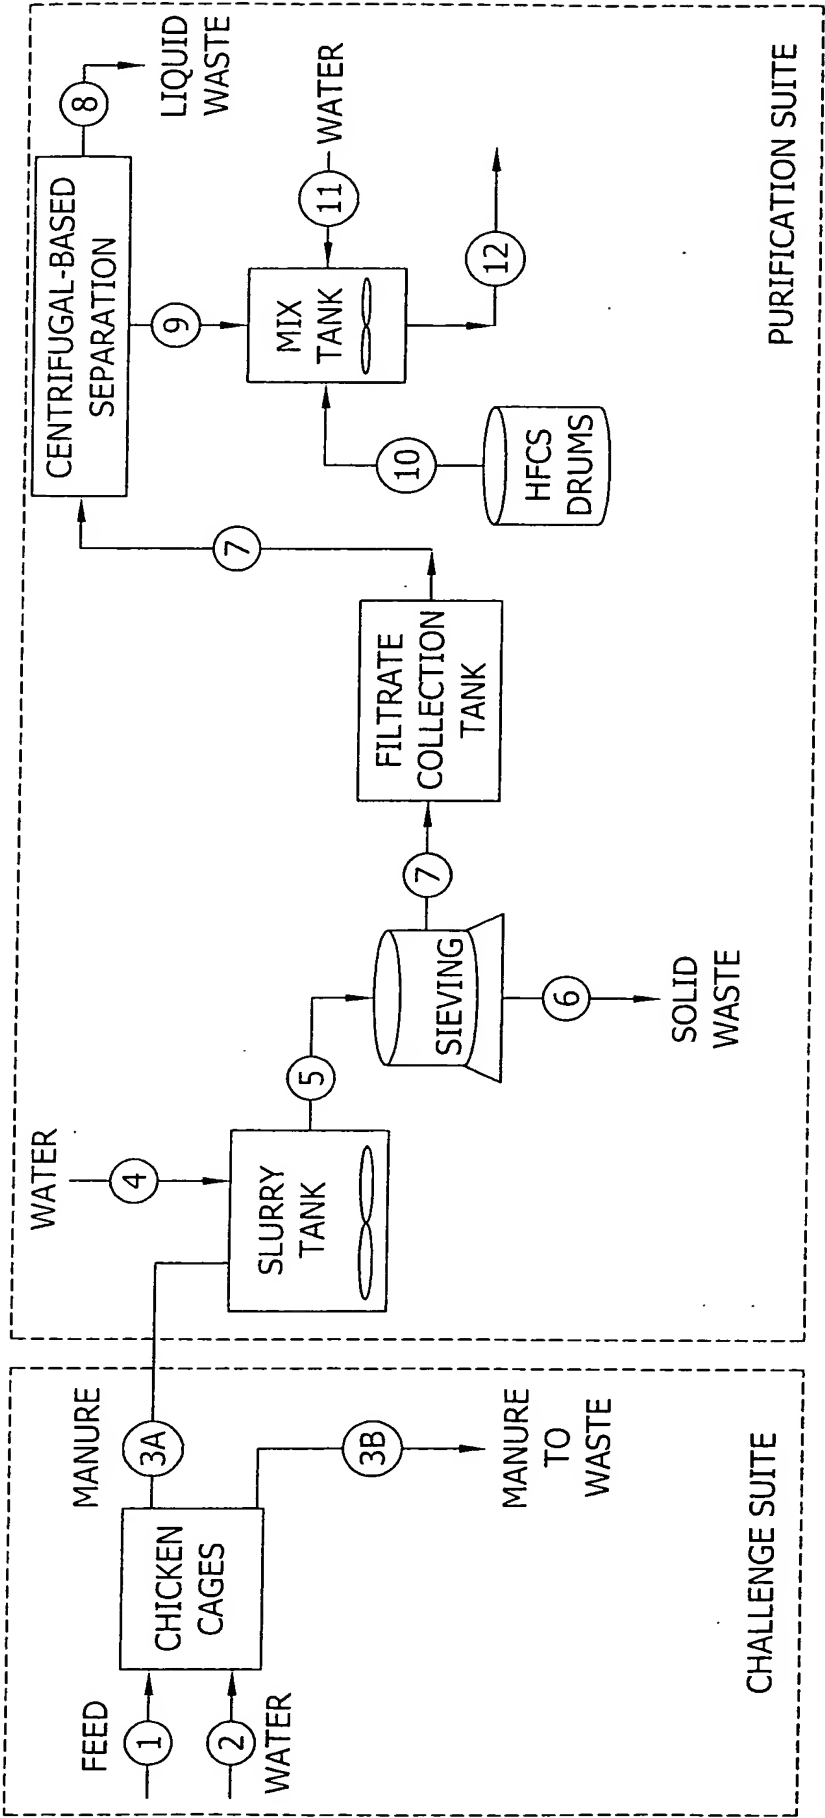 FEED
1
2
WATER
CHICKEN
CAGES
MANURE
3A
3B
MANURE
TO
WASTE
CHALLENGE SUITE
WATER
4
SLURRY
TANK
5
SIEVING
6
SOLID
WASTE
7
FILTRATE
COLLECTION
TANK
7
CENTRIFUGAL-BASED
SEPARATION
8
LIQUID
WASTE
9
MIX
TANK
10
HFCS
DRUMS
11
WATER
12
PURIFICATION SUITE